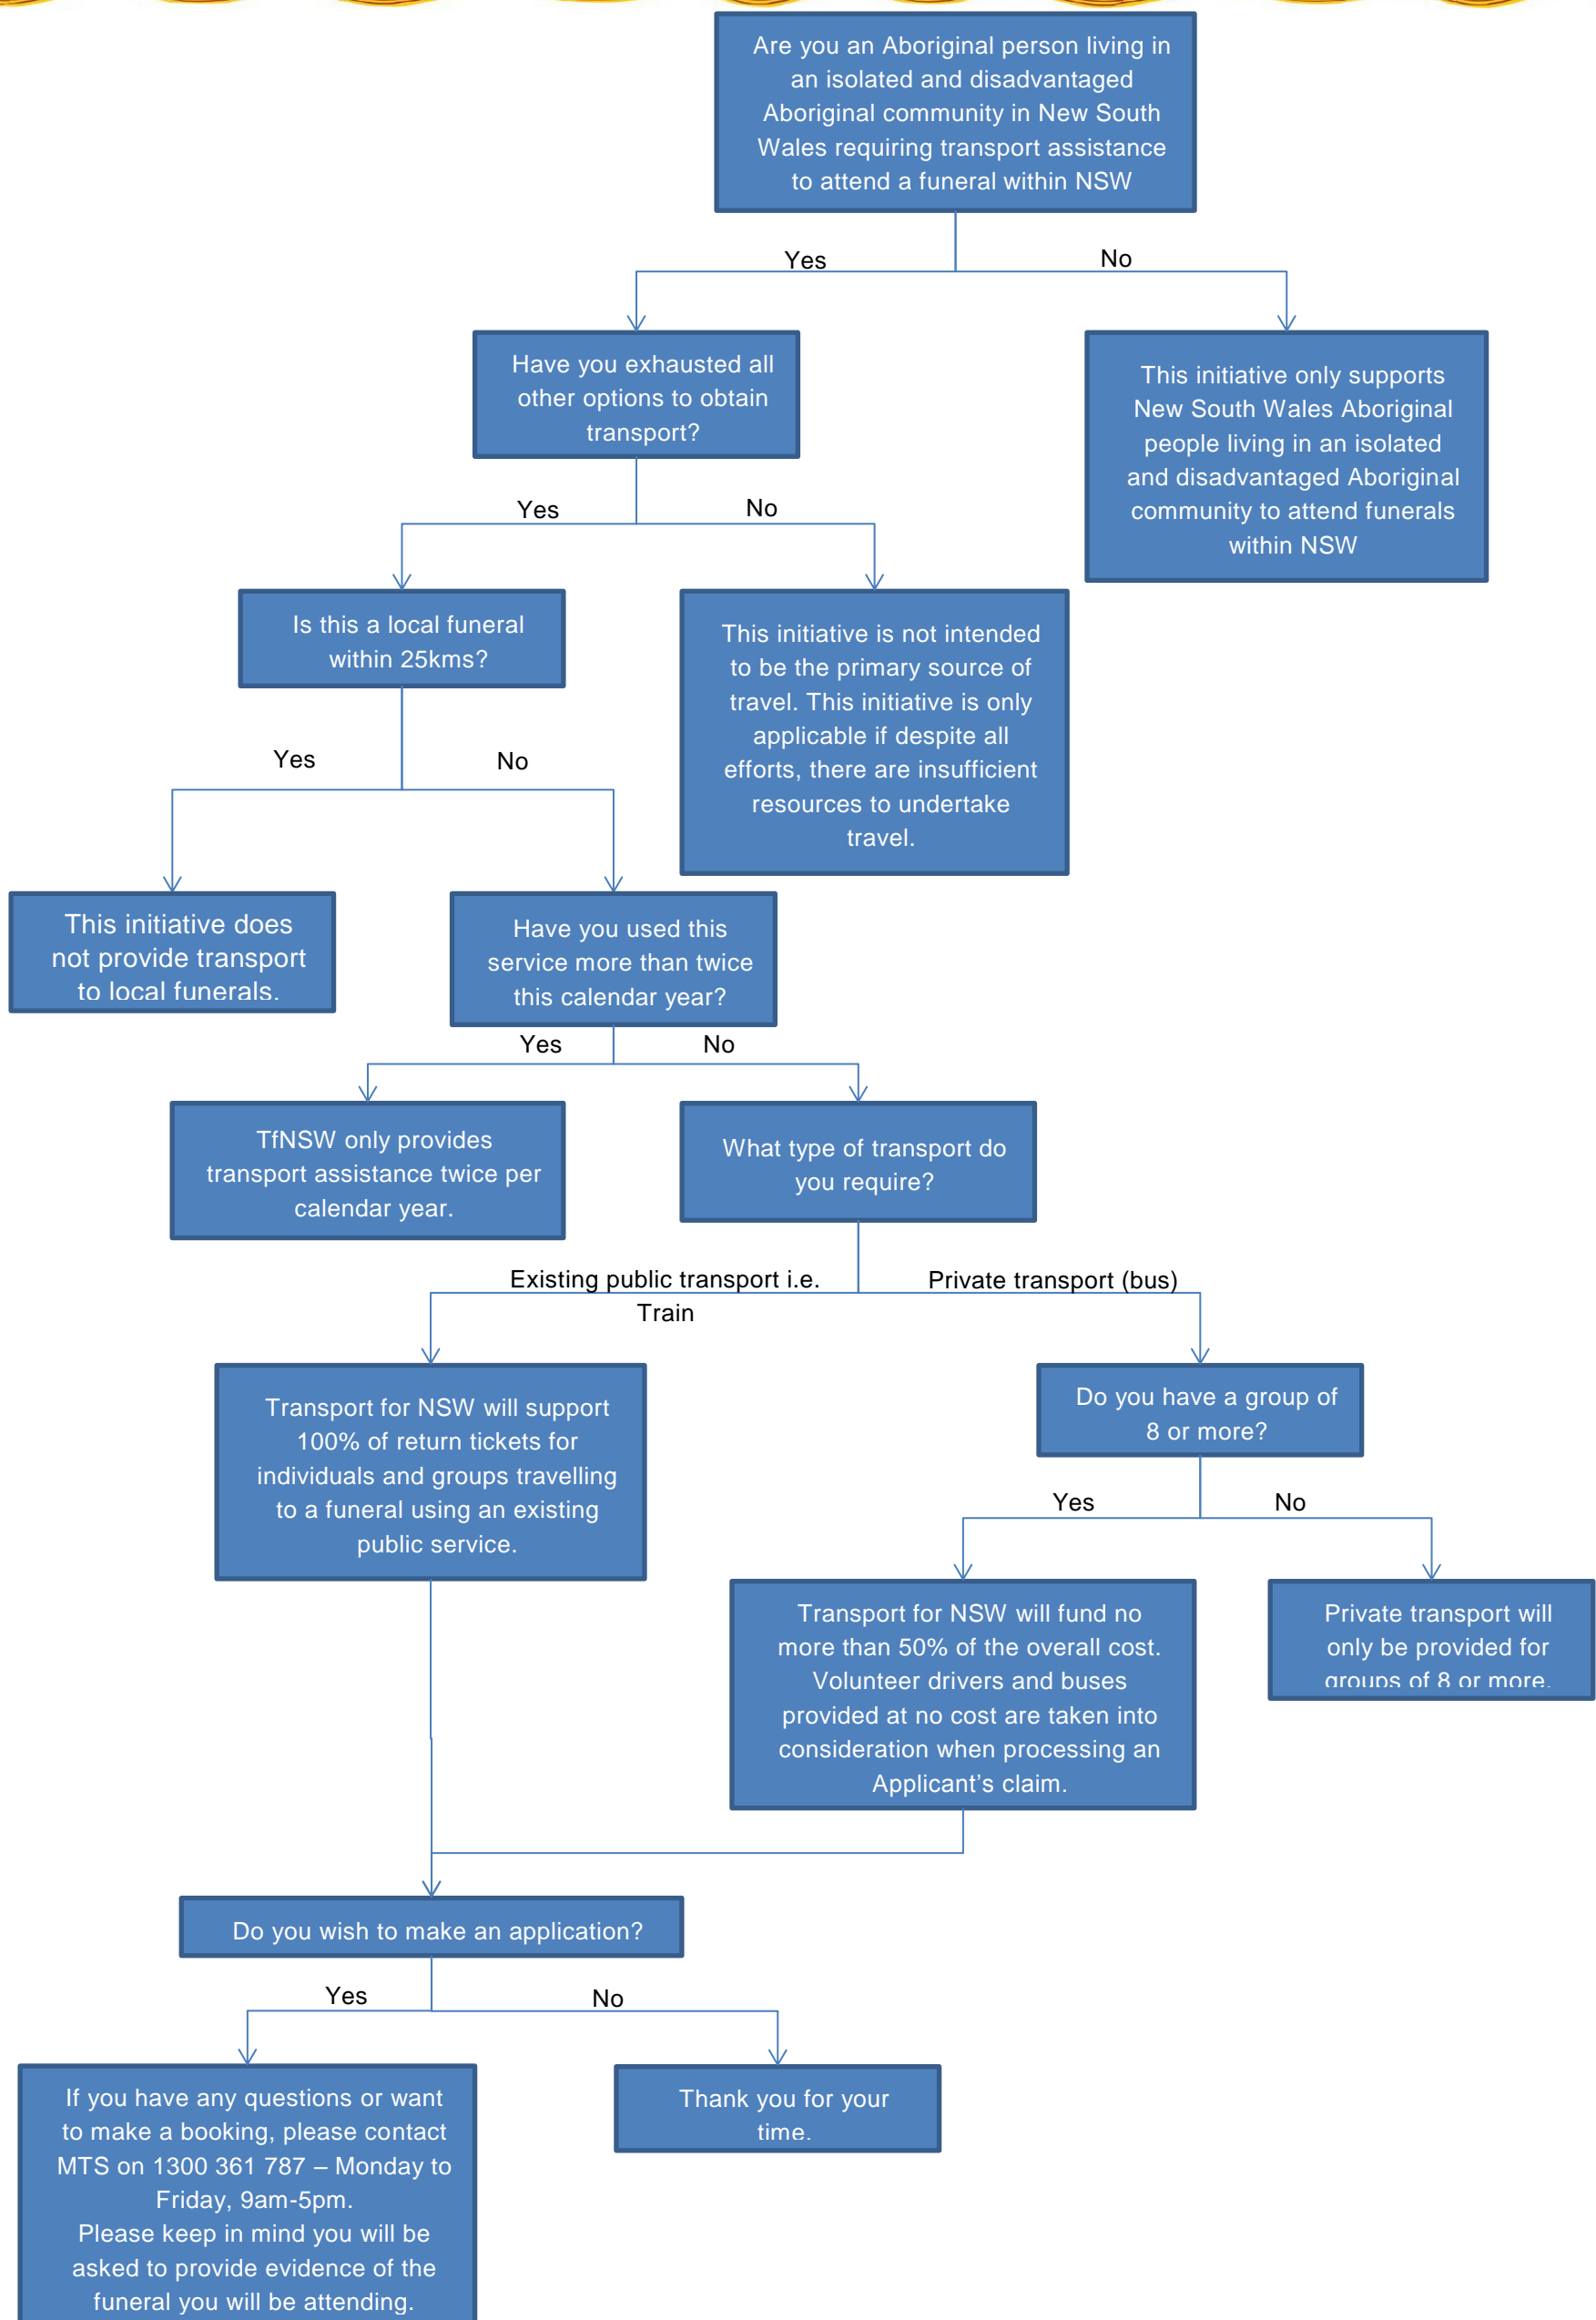 Are you an Aboriginal person living in
an isolated and disadvantaged
Aboriginal community in New South
Wales requiring transport assistance
to attend a funeral within NSW
Yes
No
Have you exhausted all
other options to obtain
transport?
This initiative only supports
New South Wales Aboriginal
people living in an isolated
and disadvantaged Aboriginal
community to attend funerals
within NSW
Yes
No
Is this a local funeral
within 25kms?
This initiative is not intended
to be the primary source of
travel. This initiative is only
applicable if despite all
efforts, there are insufficient
resources to undertake
travel.
Yes
No
This initiative does
not provide transport
to local funerals.
Have you used this
service more than twice
this calendar year?
Yes
No
TfNSW only provides
transport assistance twice per
calendar year.
What type of transport do
you require?
Existing public transport i.e.
Train
Private transport (bus)
Transport for NSW will support
100% of return tickets for
individuals and groups travelling
to a funeral using an existing
public service.
Do you have a group of
8 or more?
Yes
No
Transport for NSW will fund no
more than 50% of the overall cost.
Volunteer drivers and buses
provided at no cost are taken into
consideration when processing an
Applicant’s claim.
Private transport will
only be provided for
groups of 8 or more.
Do you wish to make an application?
Yes
No
If you have any questions or want
to make a booking, please contact
MTS on 1300 361 787 – Monday to
Friday, 9am-5pm.
Please keep in mind you will be
asked to provide evidence of the
funeral you will be attending.
Thank you for your
time.